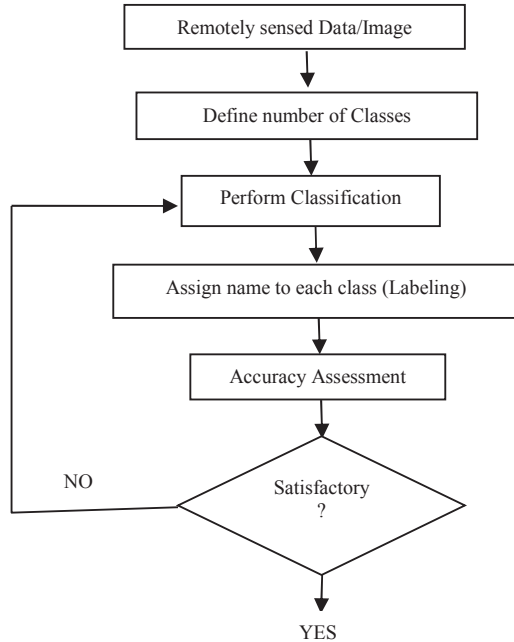 Remotely sensed Data/Image
Define number of Classes
Perform Classification
Assign name to each class (Labeling)
Accuracy Assessment
NO
Satisfactory
?
YES